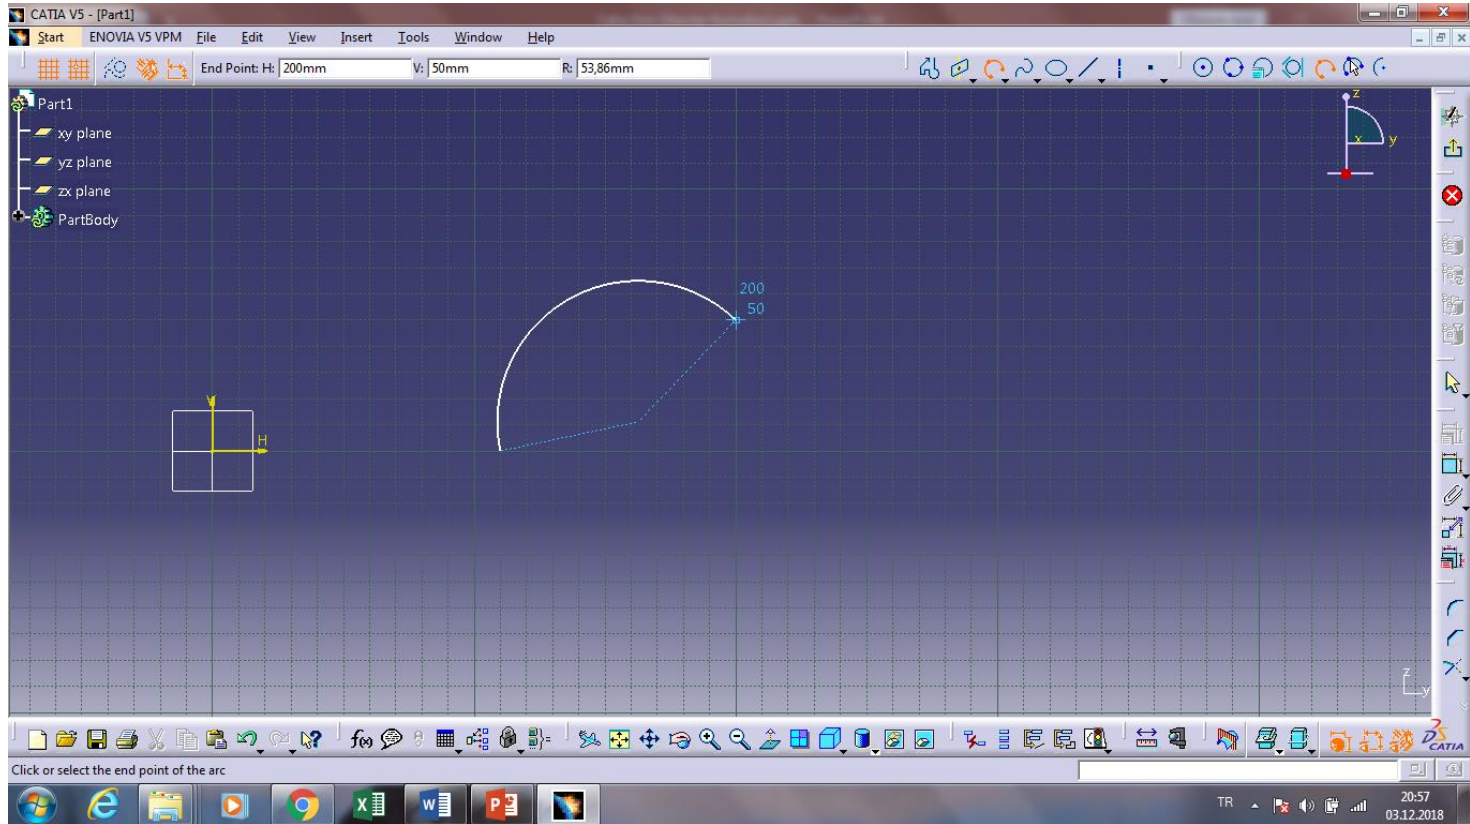 CATIA V5 - [Part1]
Start ENOVIA V5 VPM File Edit View Insert Tools Window Help
End Point: H: 200mm V: 50mm R: 53,86mm
Part1
xy plane
yz plane
zx plane
PartBody
z
x y
200
50
V
H
z
y
f(x)
CATIA
Click or select the end point of the arc
TR
20:57
03.12.2018